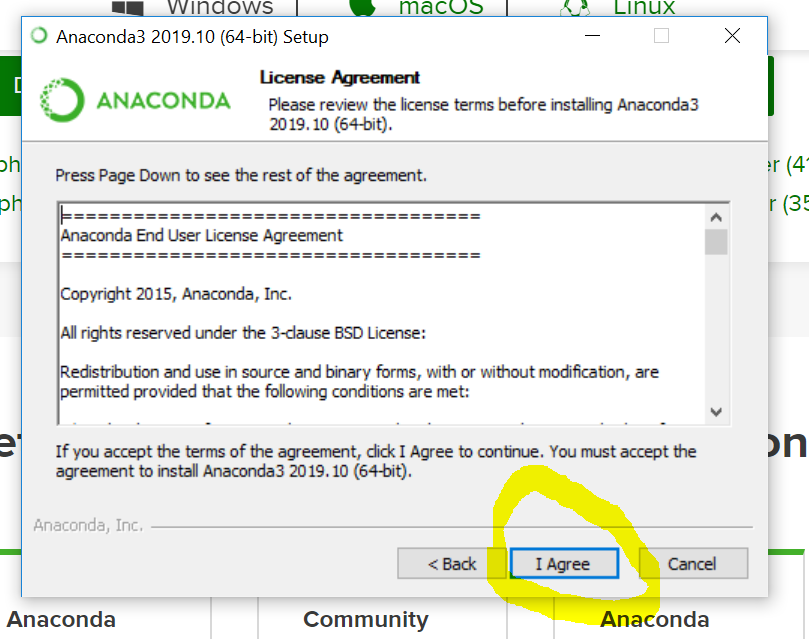 Windows
macOS
Linux
Anaconda3 2019.10 (64-bit) Setup
ANACONDA
License Agreement
Please review the license terms before installing Anaconda3
2019.10 (64-bit).
Press Page Down to see the rest of the agreement.
===================================
Anaconda End User License Agreement
===================================
Copyright 2015, Anaconda, Inc.
All rights reserved under the 3-clause BSD License:
Redistribution and use in source and binary forms, with or without modification, are
permitted provided that the following conditions are met:
If you accept the terms of the agreement, click I Agree to continue. You must accept the
agreement to install Anaconda3 2019.10 (64-bit).
Anaconda, Inc.
< Back
I Agree
Cancel
Anaconda
Community
Anaconda